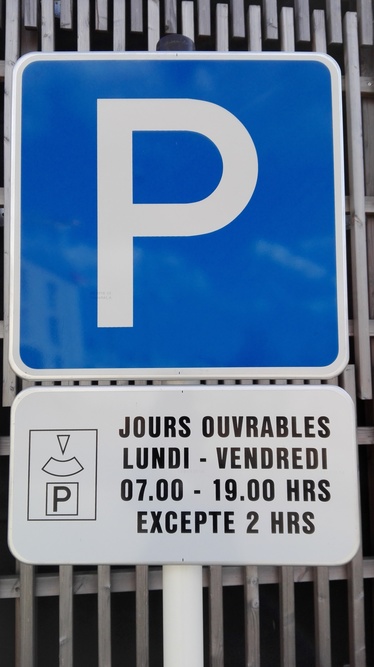 P
JOURS OUVRABLES
LUNDI - VENDREDI
07.00 - 19.00 HRS
P
EXCEPTE 2 HRS